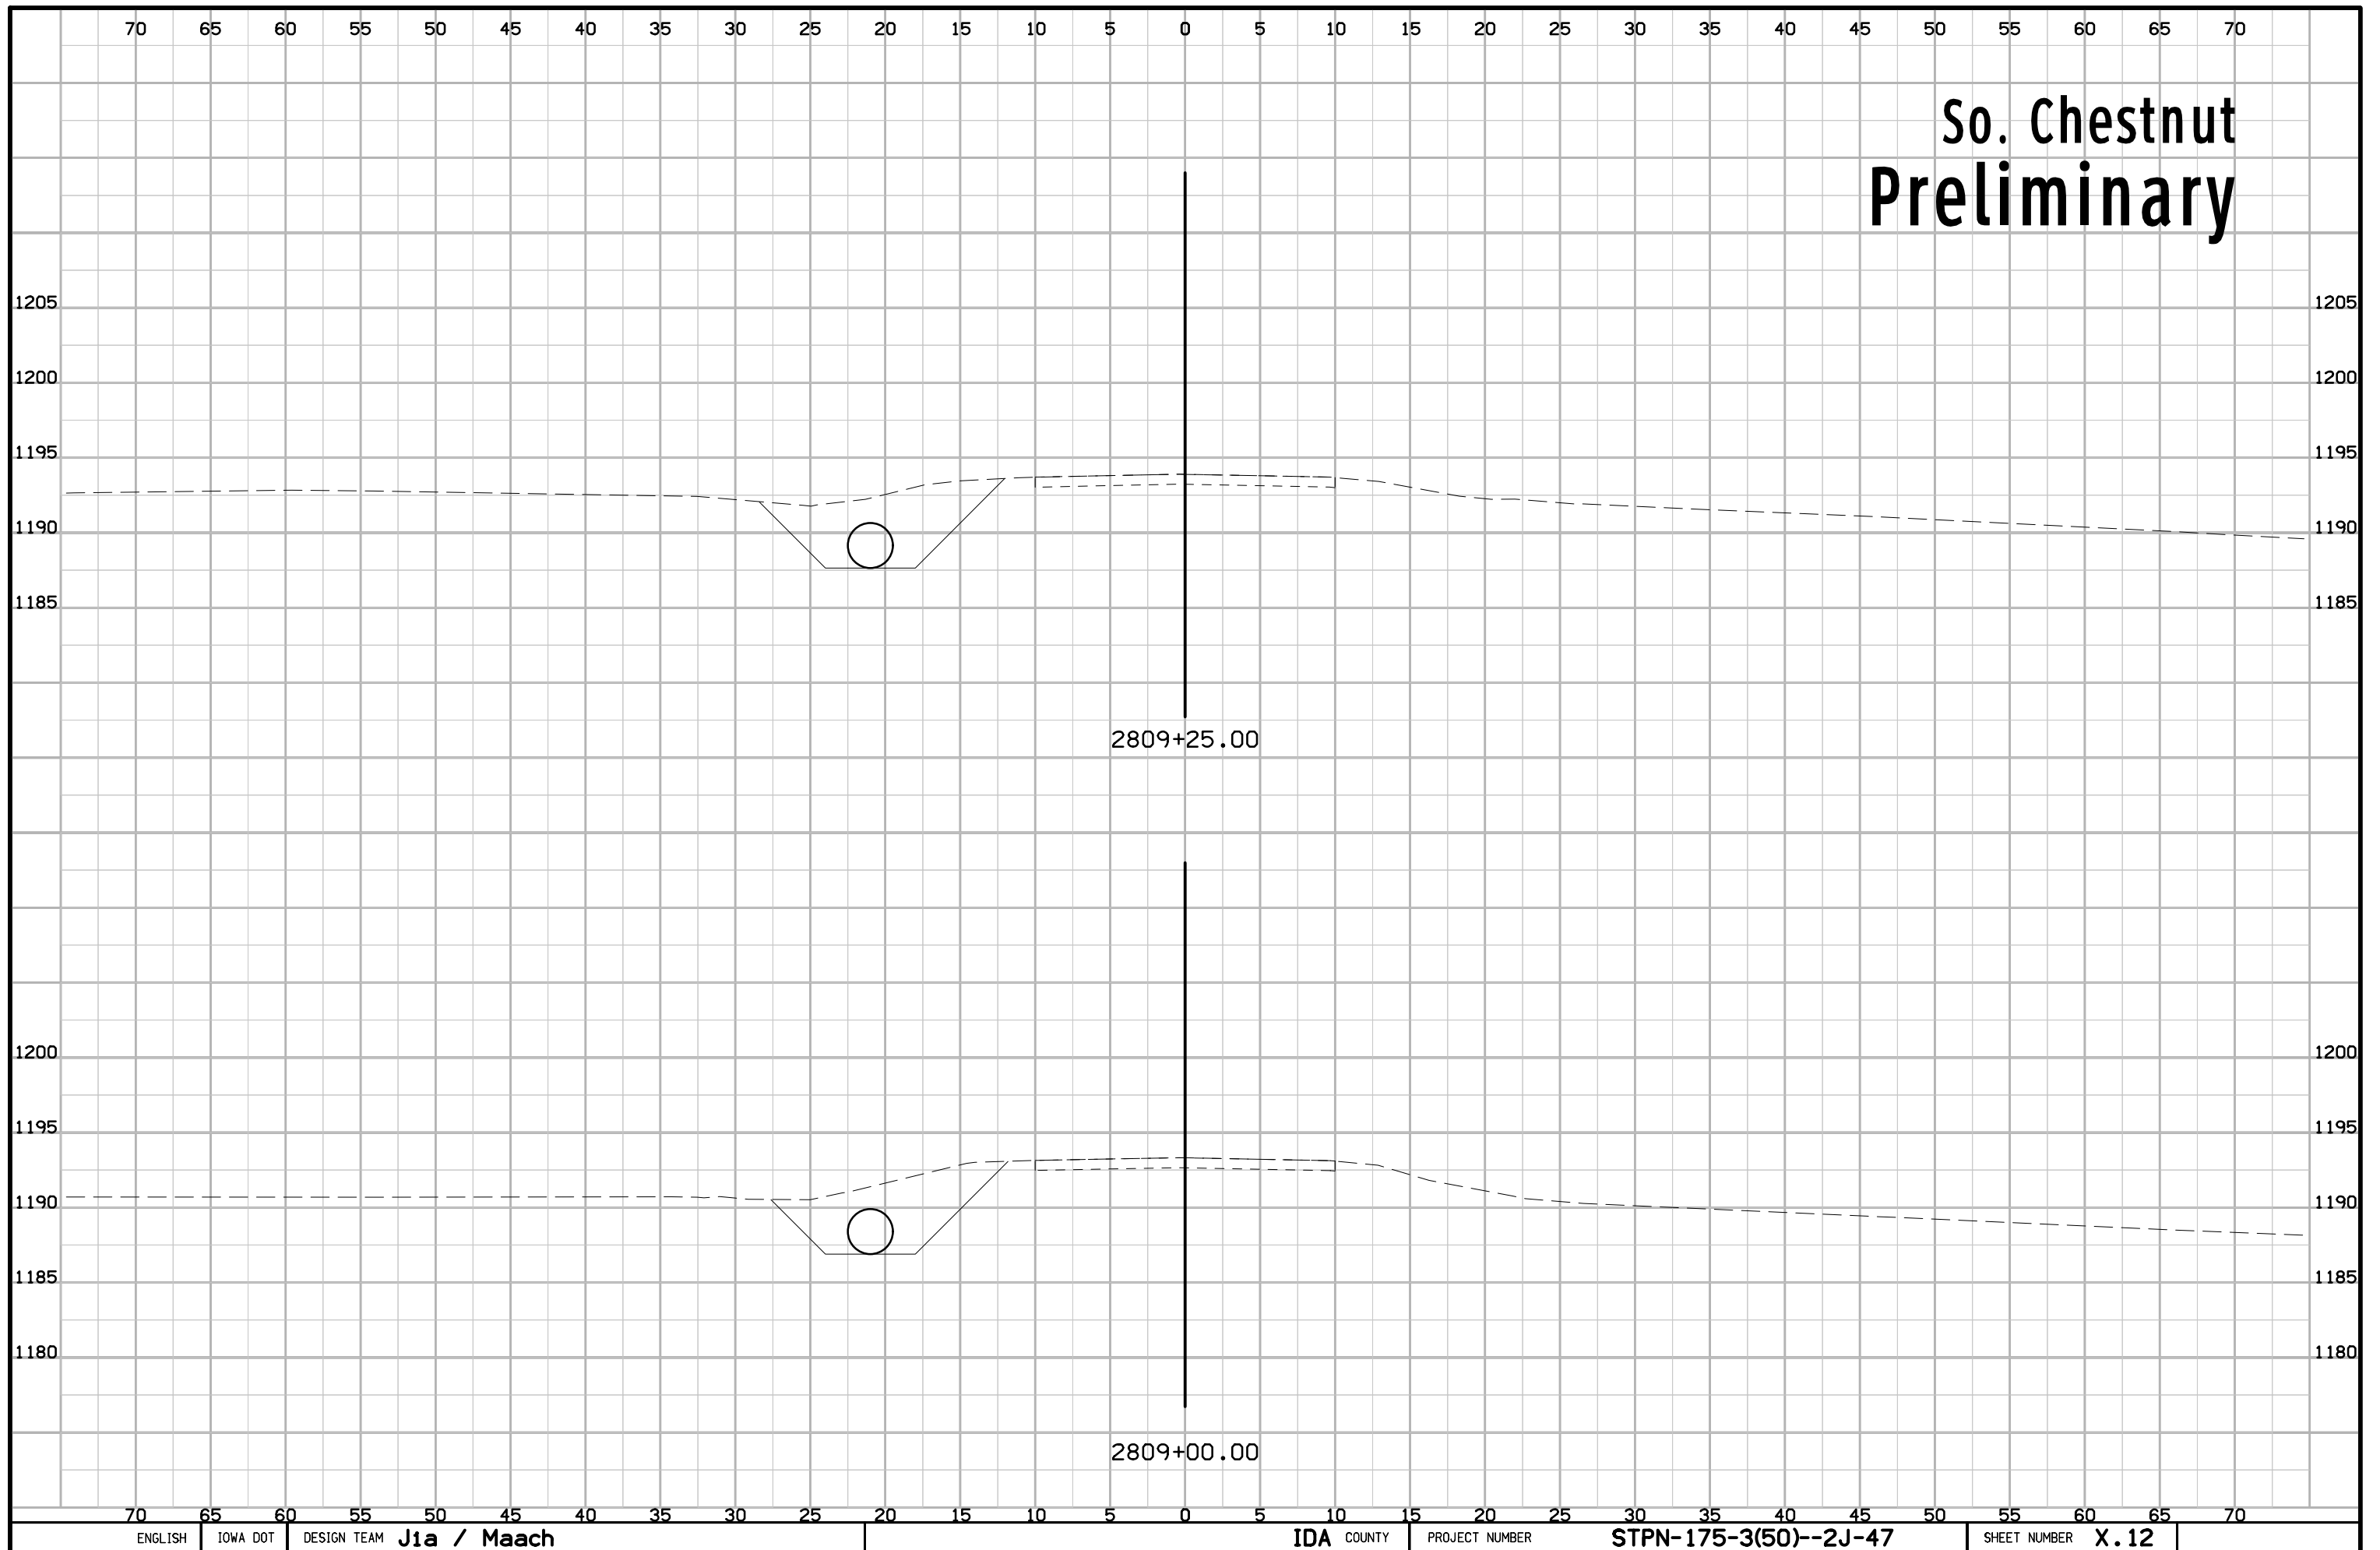 70 65 60 55 50 45 40 35 30 25 20 15 10 5 0 5 10 15 20 25 30 35 40 45 50 55 60 65 70
So. Chestnut
Preliminary
1205 1205
1200 1200
1195 1195
1190 1190
1185 1185
2809+25.00
1200 1200
1195 1195
1190 1190
1185 1185
1180 1180
2809+00.00
70 65 60 55 50 45 40 35 30 25 20 15 10 5 0 5 10 15 20 25 30 35 40 45 50 55 60 65 70
ENGLISH IOWA DOT DESIGN TEAM Jia / Maach IDA COUNTY PROJECT NUMBER STPN-175-3(50)--2J-47 SHEET NUMBER X.12